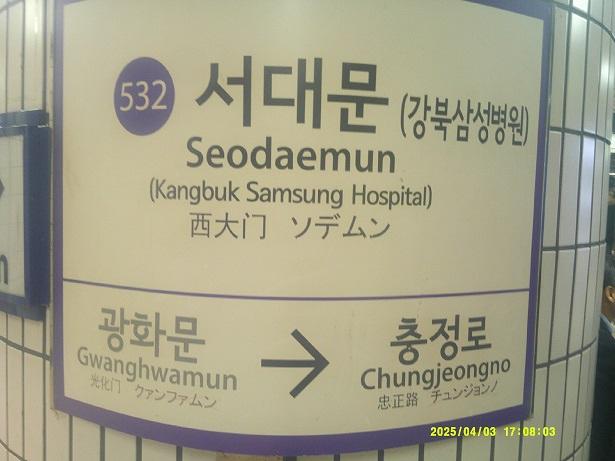 532 서대문 (강북삼성병원)
Seodaemun
(Kangbuk Samsung Hospital)
西大门 ソデムン
광화문 → 충정로
Gwanghwamun Chungjeongno
光化门 クァンファムン 忠正路 チュンジョンノ
2025/04/03 17:08:03